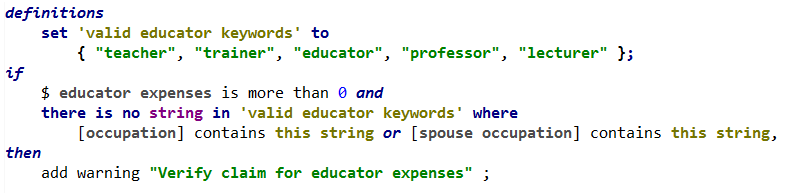 definitions
set 'valid educator keywords' to
{ "teacher", "trainer", "educator", "professor", "lecturer" };
if
$ educator expenses is more than 0 and
there is no string in 'valid educator keywords' where
[occupation] contains this string or [spouse occupation] contains this string,
then
add warning "Verify claim for educator expenses" ;